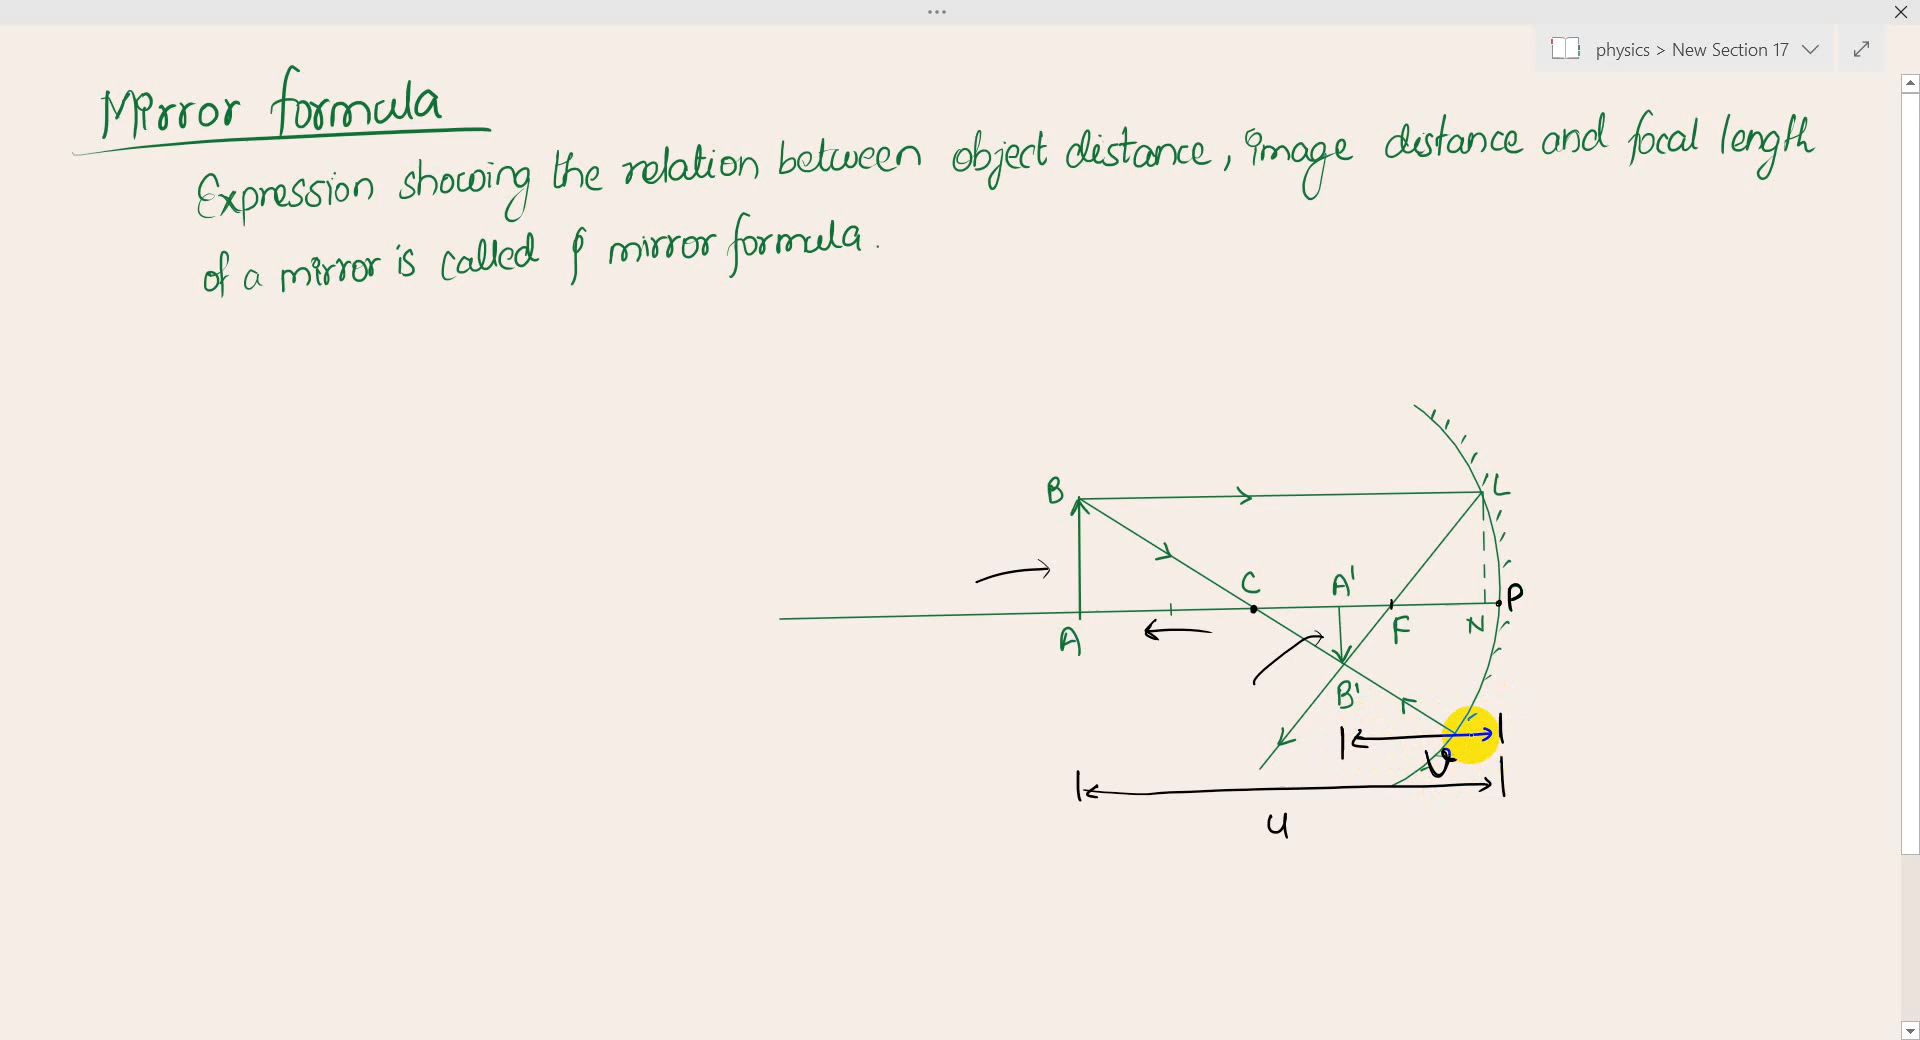 physics > New Section 17
Mirror formula
Expression showing the relation between object distance, image distance and focal length
of a mirror is called mirror formula.
B
L
C
A'
P
A
F
N
B'
v
u